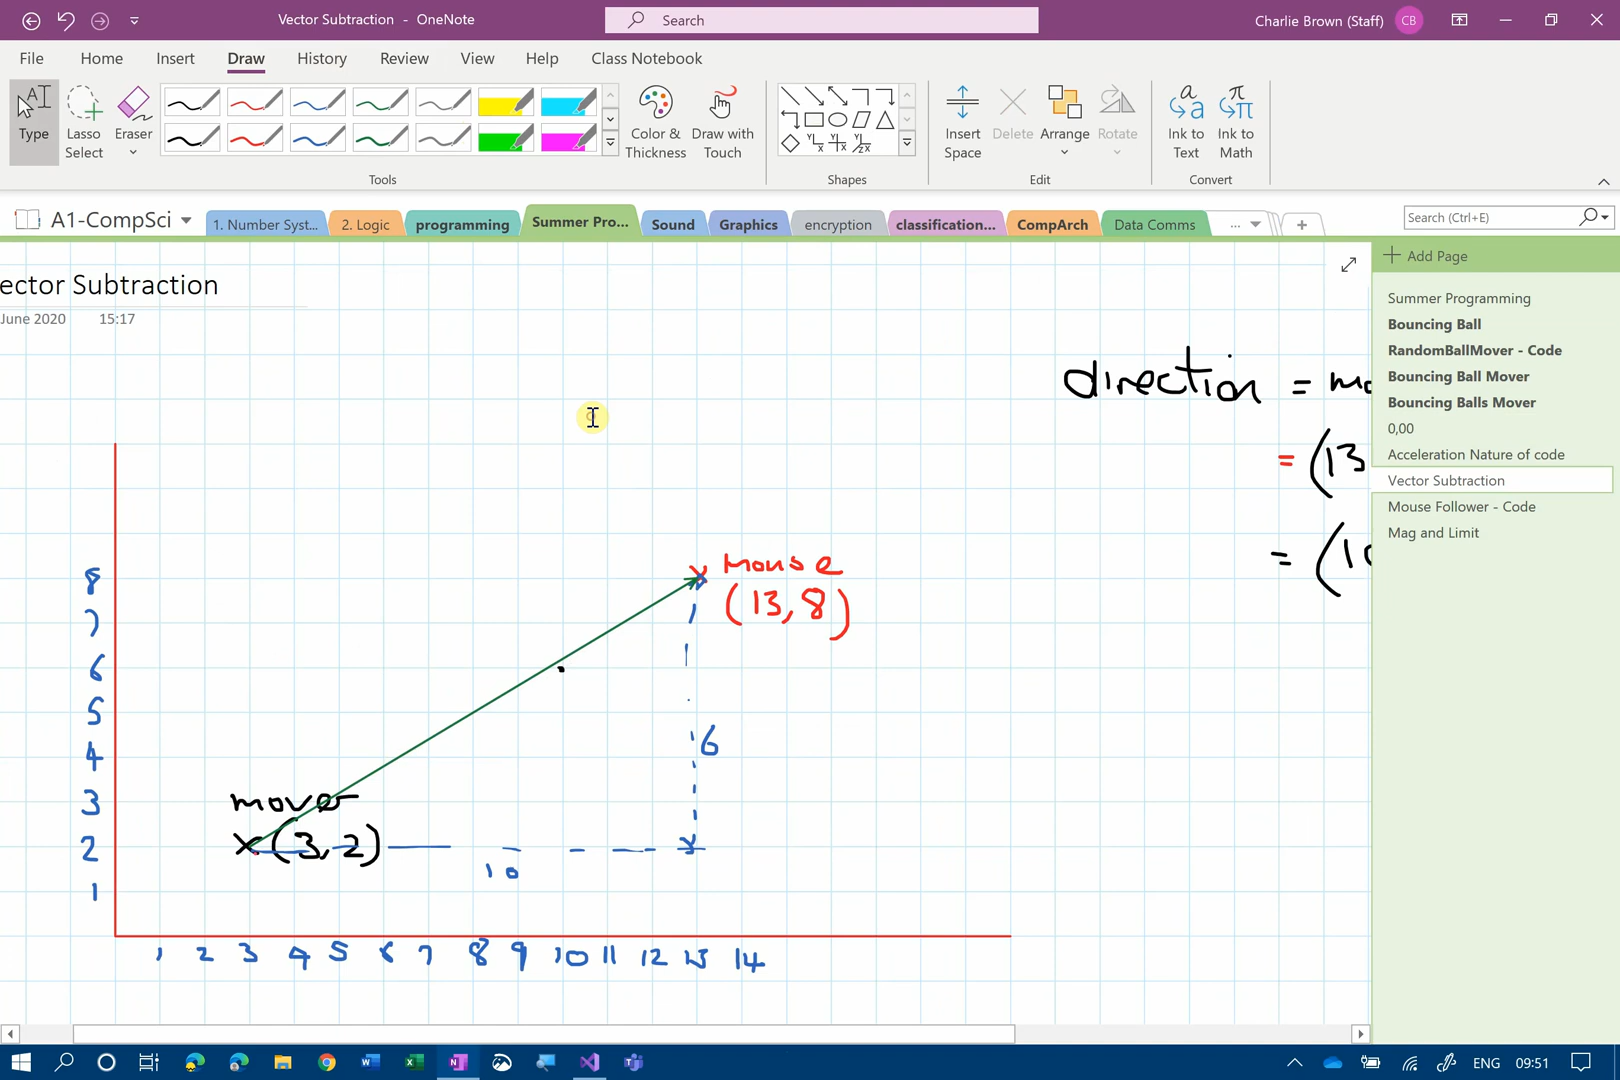 Vector Subtraction - OneNote
Search
Charlie Brown (Staff) CB
File Home Insert Draw History Review View Help Class Notebook
Type
Lasso Select
Eraser
Color & Thickness
Draw with Touch
Insert Space
Delete
Arrange
Rotate
Ink to Text
Ink to Math
Tools Shapes Edit Convert
A1-CompSci
1. Number Syst... 2. Logic programming Summer Pro... Sound Graphics encryption classification... CompArch Data Comms ...
Search (Ctrl+E)
Add Page
ector Subtraction
June 2020 15:17
Summer Programming
Bouncing Ball
RandomBallMover - Code
Bouncing Ball Mover
Bouncing Balls Mover
0,00
Acceleration Nature of code
Vector Subtraction
Mouse Follower - Code
Mag and Limit
direction = mo
= (13
= (10
mouse
(13, 8)
8
7
6
5
4
3
2
1
6
mover
x (3, 2)
10
1 2 3 4 5 6 7 8 9 10 11 12 13 14
ENG 09:51